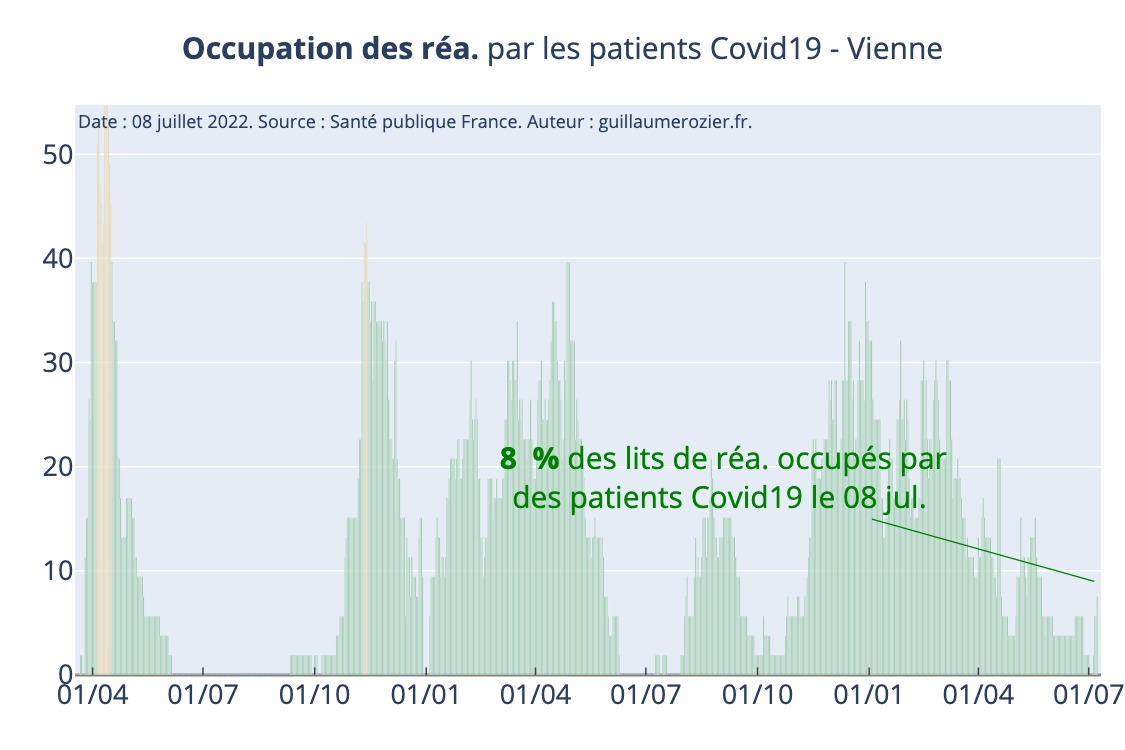 Occupation des réa. par les patients Covid19 - Vienne
Date : 08 juillet 2022. Source : Santé publique France. Auteur : guillaumerozier.fr.
50
40
30
20
10
0
8 % des lits de réa. occupés par
des patients Covid19 le 08 jul.
01/04 01/07 01/10 01/01 01/04 01/07 01/10 01/01 01/04 01/07